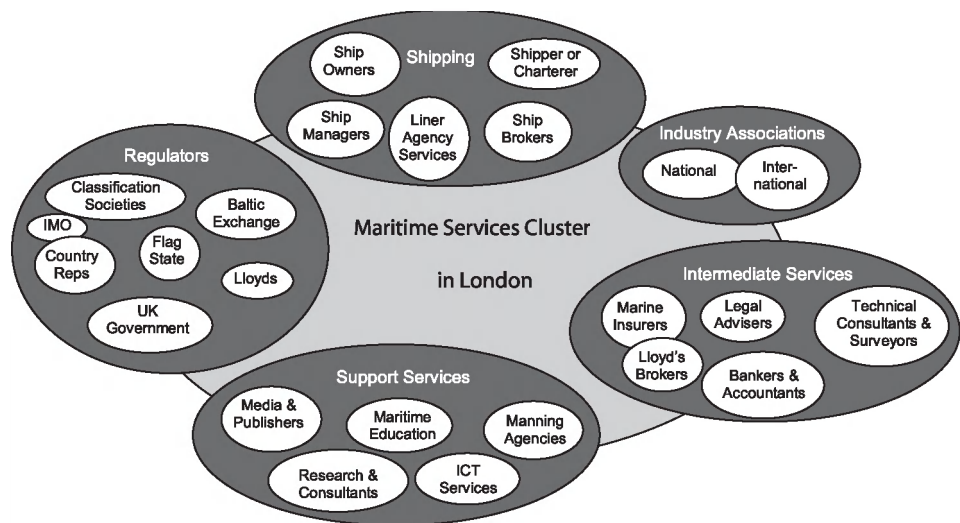 Shipping
Ship
Owners
Shipper or
Charterer
Ship
Managers
Liner
Agency
Services
Ship
Brokers
Industry Associations
National
Inter-
national
Regulators
Classification
Societies
Baltic
Exchange
IMO
Country
Reps
Flag
State
Lloyds
UK
Government
Maritime Services Cluster
in London
Intermediate Services
Marine
Insurers
Legal
Advisers
Technical
Consultants &
Surveyors
Lloyd's
Brokers
Bankers &
Accountants
Support Services
Media &
Publishers
Maritime
Education
Manning
Agencies
Research &
Consultants
ICT
Services